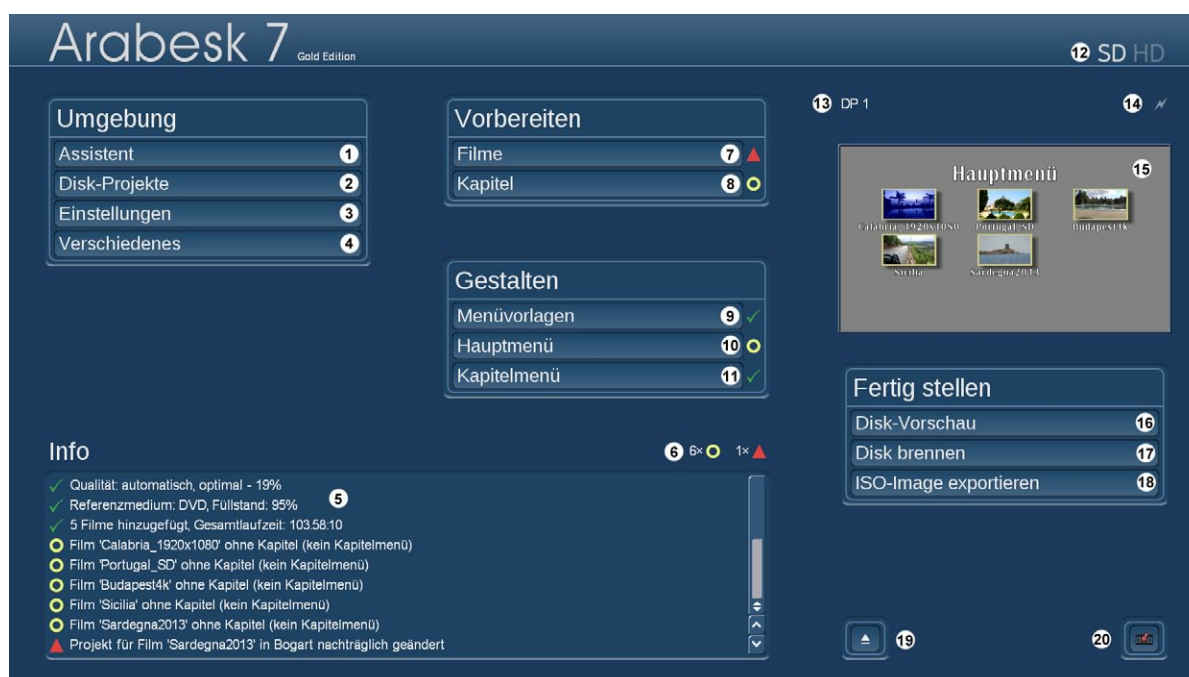 Arabesk 7 Gold Edition
12 SD HD
Umgebung
Assistent 1
Disk-Projekte 2
Einstellungen 3
Verschiedenes 4
Vorbereiten
Filme 7
Kapitel 8
Gestalten
Menüvorlagen 9
Hauptmenü 10
Kapitelmenü 11
13 DP 1
14
Hauptmenü
15
Calabria_1920x1080 Portugal_SD Budapest4k
Sicilia Sardegna2013
Fertig stellen
Disk-Vorschau 16
Disk brennen 17
ISO-Image exportieren 18
Info
6 6× 1×
5
Qualität: automatisch, optimal - 19%
Referenzmedium: DVD, Füllstand: 95%
5 Filme hinzugefügt, Gesamtlaufzeit: 103.58:10
Film 'Calabria_1920x1080' ohne Kapitel (kein Kapitelmenü)
Film 'Portugal_SD' ohne Kapitel (kein Kapitelmenü)
Film 'Budapest4k' ohne Kapitel (kein Kapitelmenü)
Film 'Sicilia' ohne Kapitel (kein Kapitelmenü)
Film 'Sardegna2013' ohne Kapitel (kein Kapitelmenü)
Projekt für Film 'Sardegna2013' in Bogart nachträglich geändert
19
20